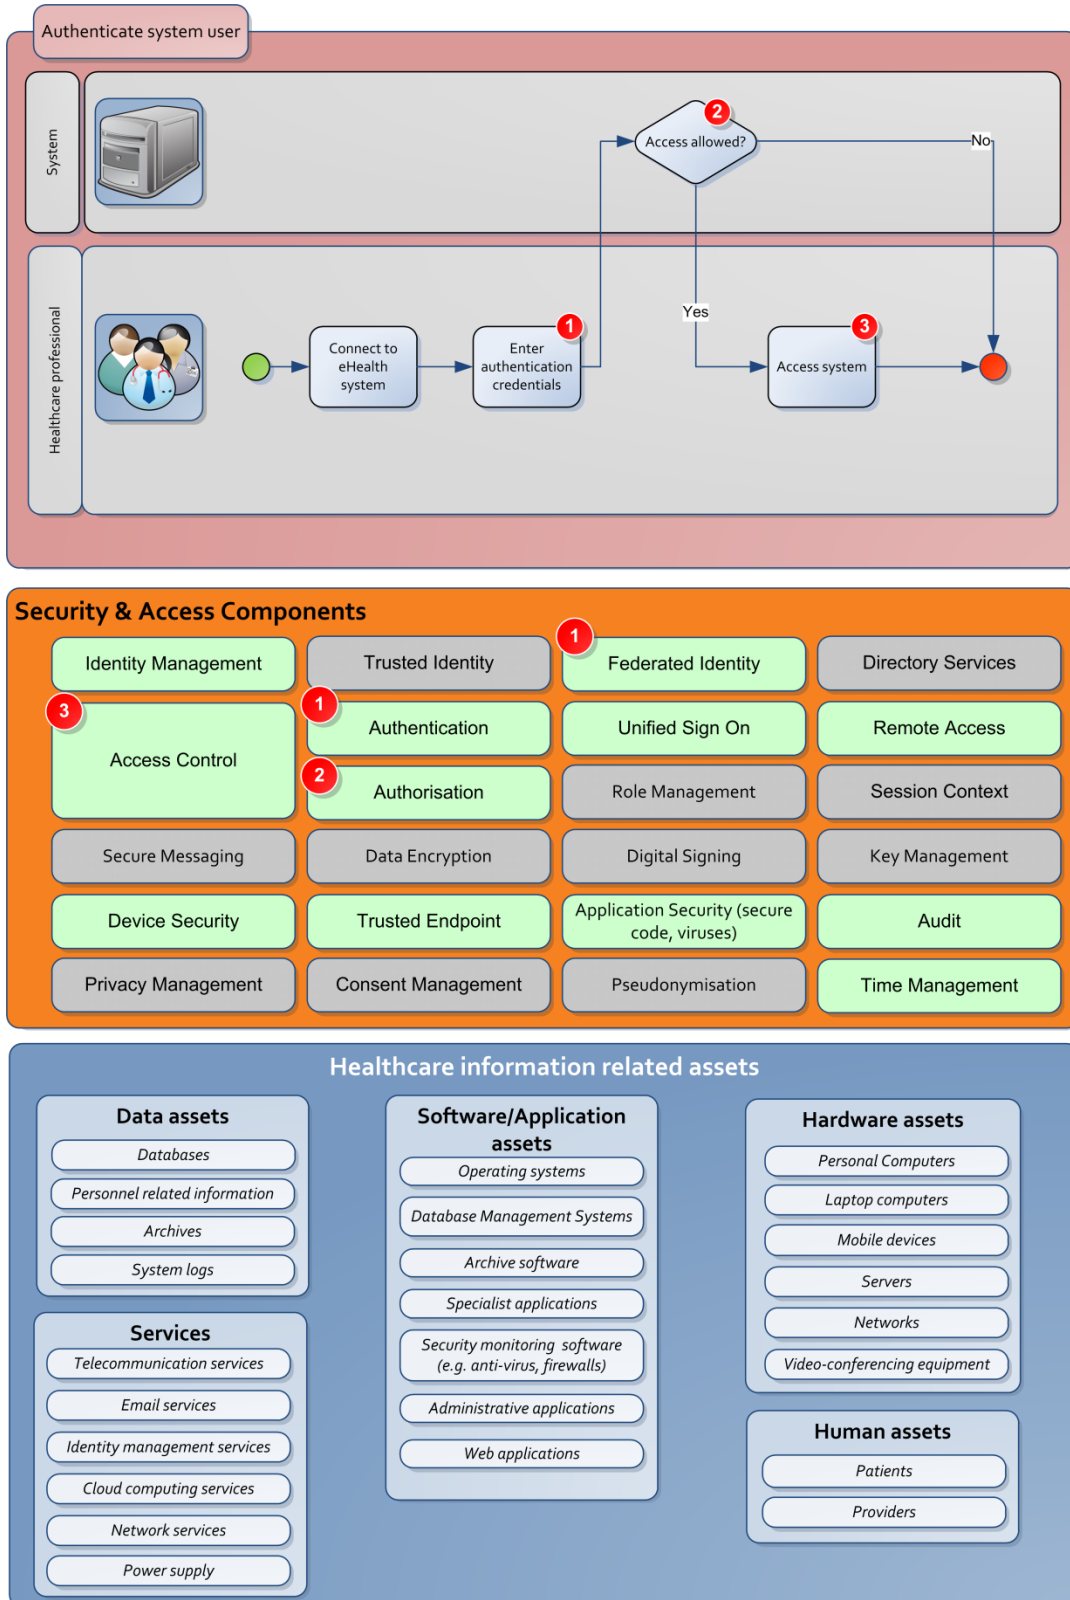 Authenticate system user
System
2
Access allowed?
No
Healthcare professional
Yes
1
3
Connect to
eHealth
system
Enter
authentication
credentials
Access system
Security & Access Components
Identity Management
Trusted Identity
1
Federated Identity
Directory Services
3
Access Control
1
Authentication
Unified Sign On
Remote Access
2
Authorisation
Role Management
Session Context
Secure Messaging
Data Encryption
Digital Signing
Key Management
Device Security
Trusted Endpoint
Application Security (secure
code, viruses)
Audit
Privacy Management
Consent Management
Pseudonymisation
Time Management
Healthcare information related assets
Data assets
Databases
Personnel related information
Archives
System logs
Services
Telecommunication services
Email services
Identity management services
Cloud computing services
Network services
Power supply
Software/Application
assets
Operating systems
Database Management Systems
Archive software
Specialist applications
Security monitoring software
(e.g. anti-virus, firewalls)
Administrative applications
Web applications
Hardware assets
Personal Computers
Laptop computers
Mobile devices
Servers
Networks
Video-conferencing equipment
Human assets
Patients
Providers